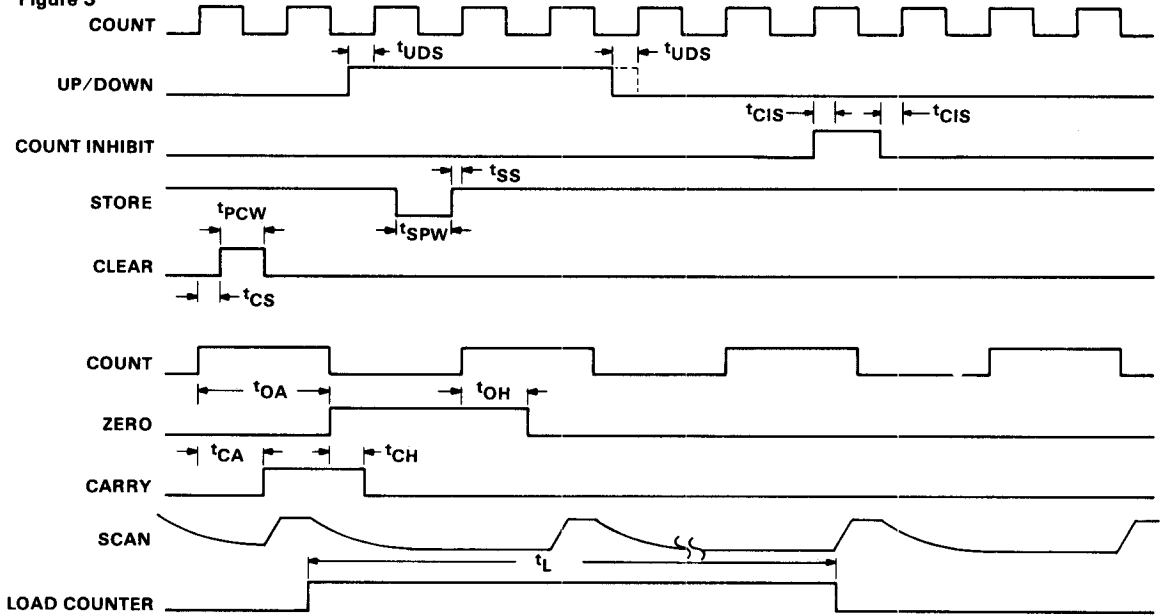 Figure 3
COUNT
tUDS tUDS
UP/DOWN
tCIS tCIS
COUNT INHIBIT
tSS
STORE
tPCW tSPW
CLEAR
tCS
COUNT
tOA tOH
ZERO
tCA tCH
CARRY
SCAN
tL
LOAD COUNTER